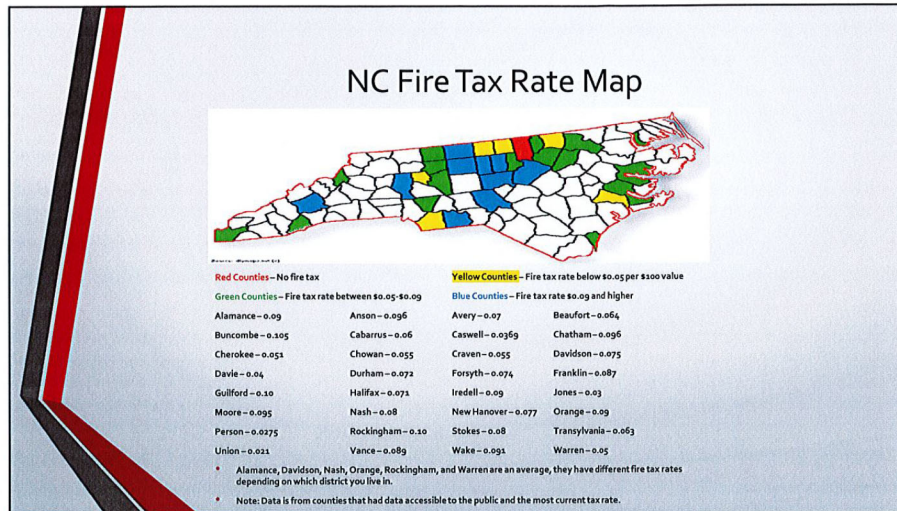 NC Fire Tax Rate Map
Red Counties – No fire tax
Yellow Counties – Fire tax rate below $0.05 per $100 value
Green Counties – Fire tax rate between $0.05-$0.09
Blue Counties – Fire tax rate $0.09 and higher
Alamance – 0.09 Anson – 0.096 Avery – 0.07 Beaufort – 0.064
Buncombe – 0.105 Cabarrus – 0.06 Caswell – 0.0369 Chatham – 0.096
Cherokee – 0.051 Chowan – 0.055 Craven – 0.055 Davidson – 0.075
Davie – 0.04 Durham – 0.072 Forsyth – 0.074 Franklin – 0.087
Guilford – 0.10 Halifax – 0.071 Iredell – 0.09 Jones – 0.03
Moore – 0.095 Nash – 0.08 New Hanover – 0.077 Orange – 0.09
Person – 0.0275 Rockingham – 0.10 Stokes – 0.08 Transylvania – 0.063
Union – 0.021 Vance – 0.089 Wake – 0.091 Warren – 0.05
* Alamance, Davidson, Nash, Orange, Rockingham, and Warren are an average, they have different fire tax rates
depending on which district you live in.
* Note: Data is from counties that had data accessible to the public and the most current tax rate.